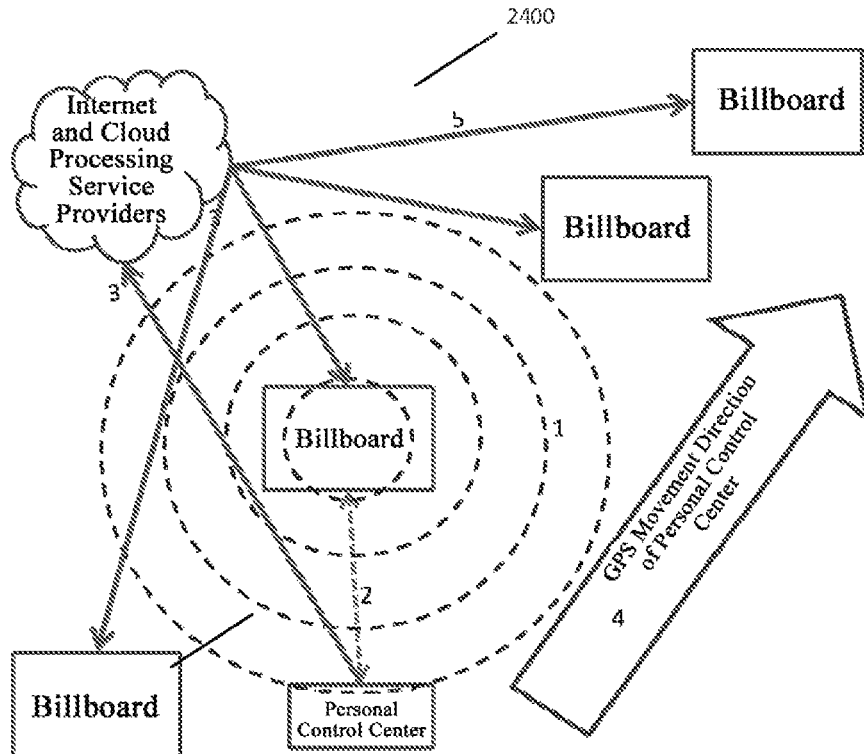 2400
Internet
and Cloud
Processing
Service
Providers
5
Billboard
Billboard
3
Billboard
1
GPS Movement Direction
of Personal Control
Center
4
2
Billboard
Personal
Control Center